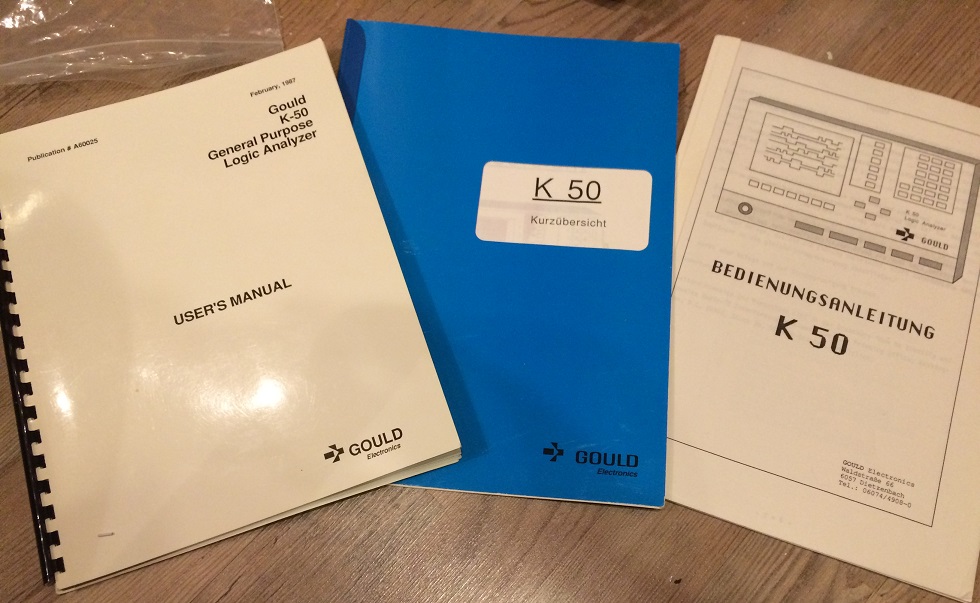 February, 1987
Publication # A60025
Gould
K-50
General Purpose
Logic Analyzer
USER'S MANUAL
GOULD
Electronics
K 50
Kurzübersicht
GOULD
Electronics
K 50
Logic Analyzer
GOULD
BEDIENUNGSANLEITUNG
K 50
GOULD Electronics
Waldstraße 66
6057 Dietzenbach
Tel.: 06074/4908-0